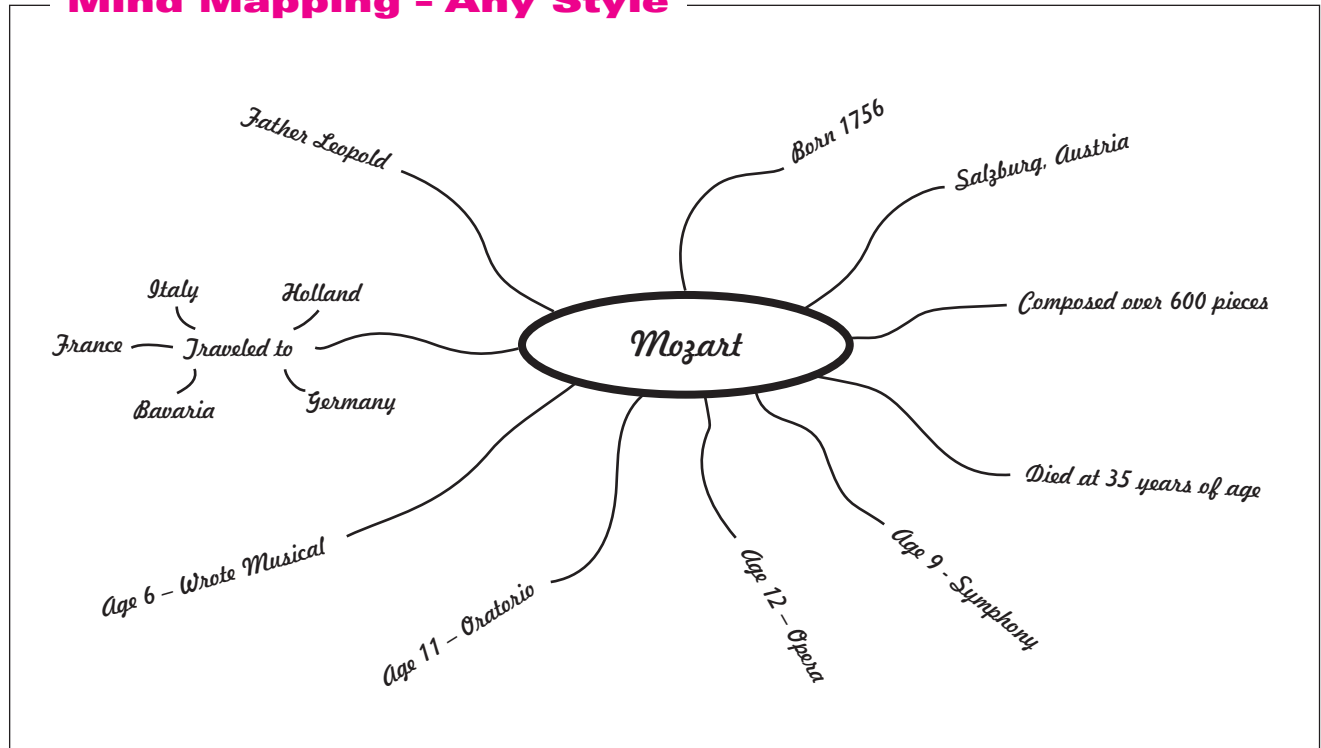 Mind Mapping – Any Style
Father Leopold
Born 1756
Salzburg, Austria
Italy
Holland
Composed over 600 pieces
France
Traveled to
Mozart
Bavaria
Germany
Died at 35 years of age
Age 6 – Wrote Musical
Age 11 – Oratorio
Age 12 – Opera
Age 9 - Symphony